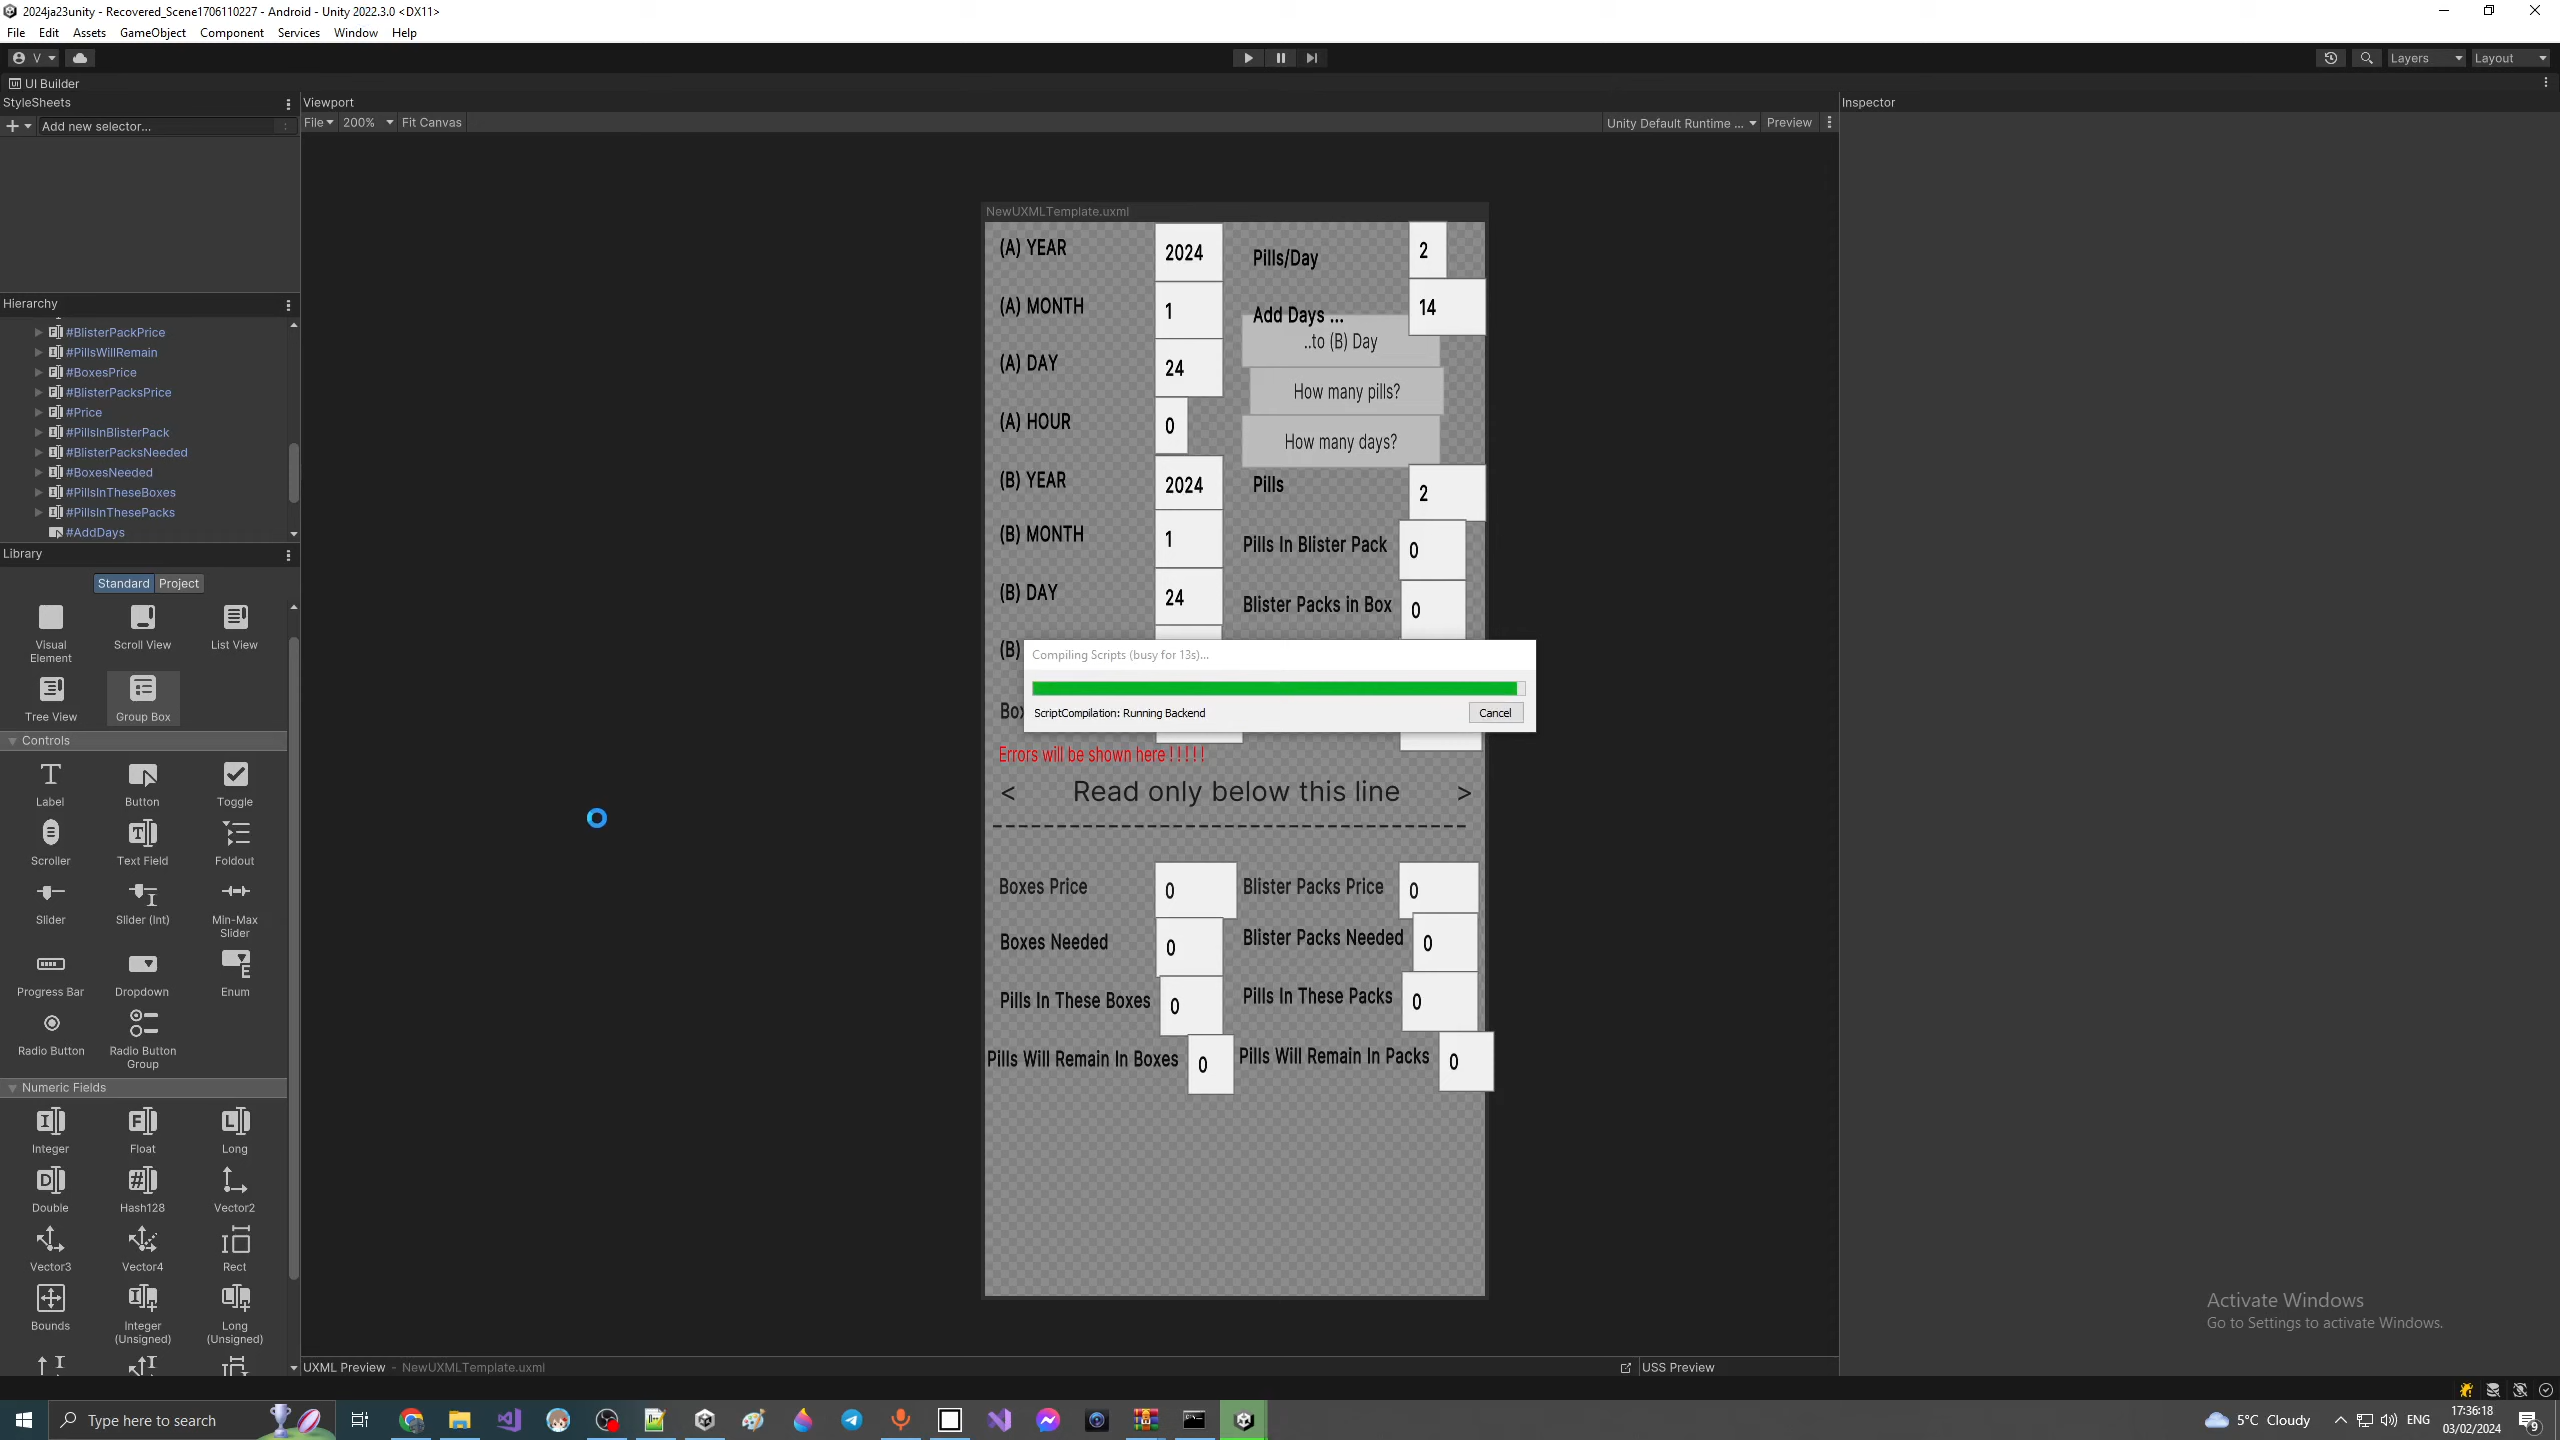 2024ja23unity - Recovered_Scene1706110227 - Android - Unity 2022.3.0 <DX11>
File Edit Assets GameObject Component Services Window Help
V
Layers
Layout
UI Builder
StyleSheets
Add new selector...
Hierarchy
#BlisterPackPrice
#PillsWillRemain
#BoxesPrice
#BlisterPacksPrice
#Price
#PillsInBlisterPack
#BlisterPacksNeeded
#BoxesNeeded
#PillsInTheseBoxes
#PillsInThesePacks
#AddDays
Library
Standard Project
Visual Element
Scroll View
List View
Tree View
Group Box
Controls
Label
Button
Toggle
Scroller
Text Field
Foldout
Slider
Slider (Int)
Min-Max Slider
Progress Bar
Dropdown
Enum
Radio Button
Radio Button Group
Numeric Fields
Integer
Float
Long
Double
Hash128
Vector2
Vector3
Vector4
Rect
Bounds
Integer (Unsigned)
Long (Unsigned)
Viewport
File 200% Fit Canvas
Unity Default Runtime ... Preview
NewUXMLTemplate.uxml
(A) YEAR 2024 Pills/Day 2
(A) MONTH 1 Add Days ... 14
..to (B) Day
(A) DAY 24
How many pills?
(A) HOUR 0
How many days?
(B) YEAR 2024 Pills 2
(B) MONTH 1 Pills In Blister Pack 0
(B) DAY 24 Blister Packs in Box 0
(B)
Compiling Scripts (busy for 13s)...
ScriptCompilation: Running Backend
Cancel
Box
Errors will be shown here ! ! ! ! !
< Read only below this line >
Boxes Price 0 Blister Packs Price 0
Boxes Needed 0 Blister Packs Needed 0
Pills In These Boxes 0 Pills In These Packs 0
Pills Will Remain In Boxes 0 Pills Will Remain In Packs 0
UXML Preview - NewUXMLTemplate.uxml
USS Preview
Inspector
Activate Windows
Go to Settings to activate Windows.
Type here to search
5°C Cloudy
ENG
17:36:18
03/02/2024
9